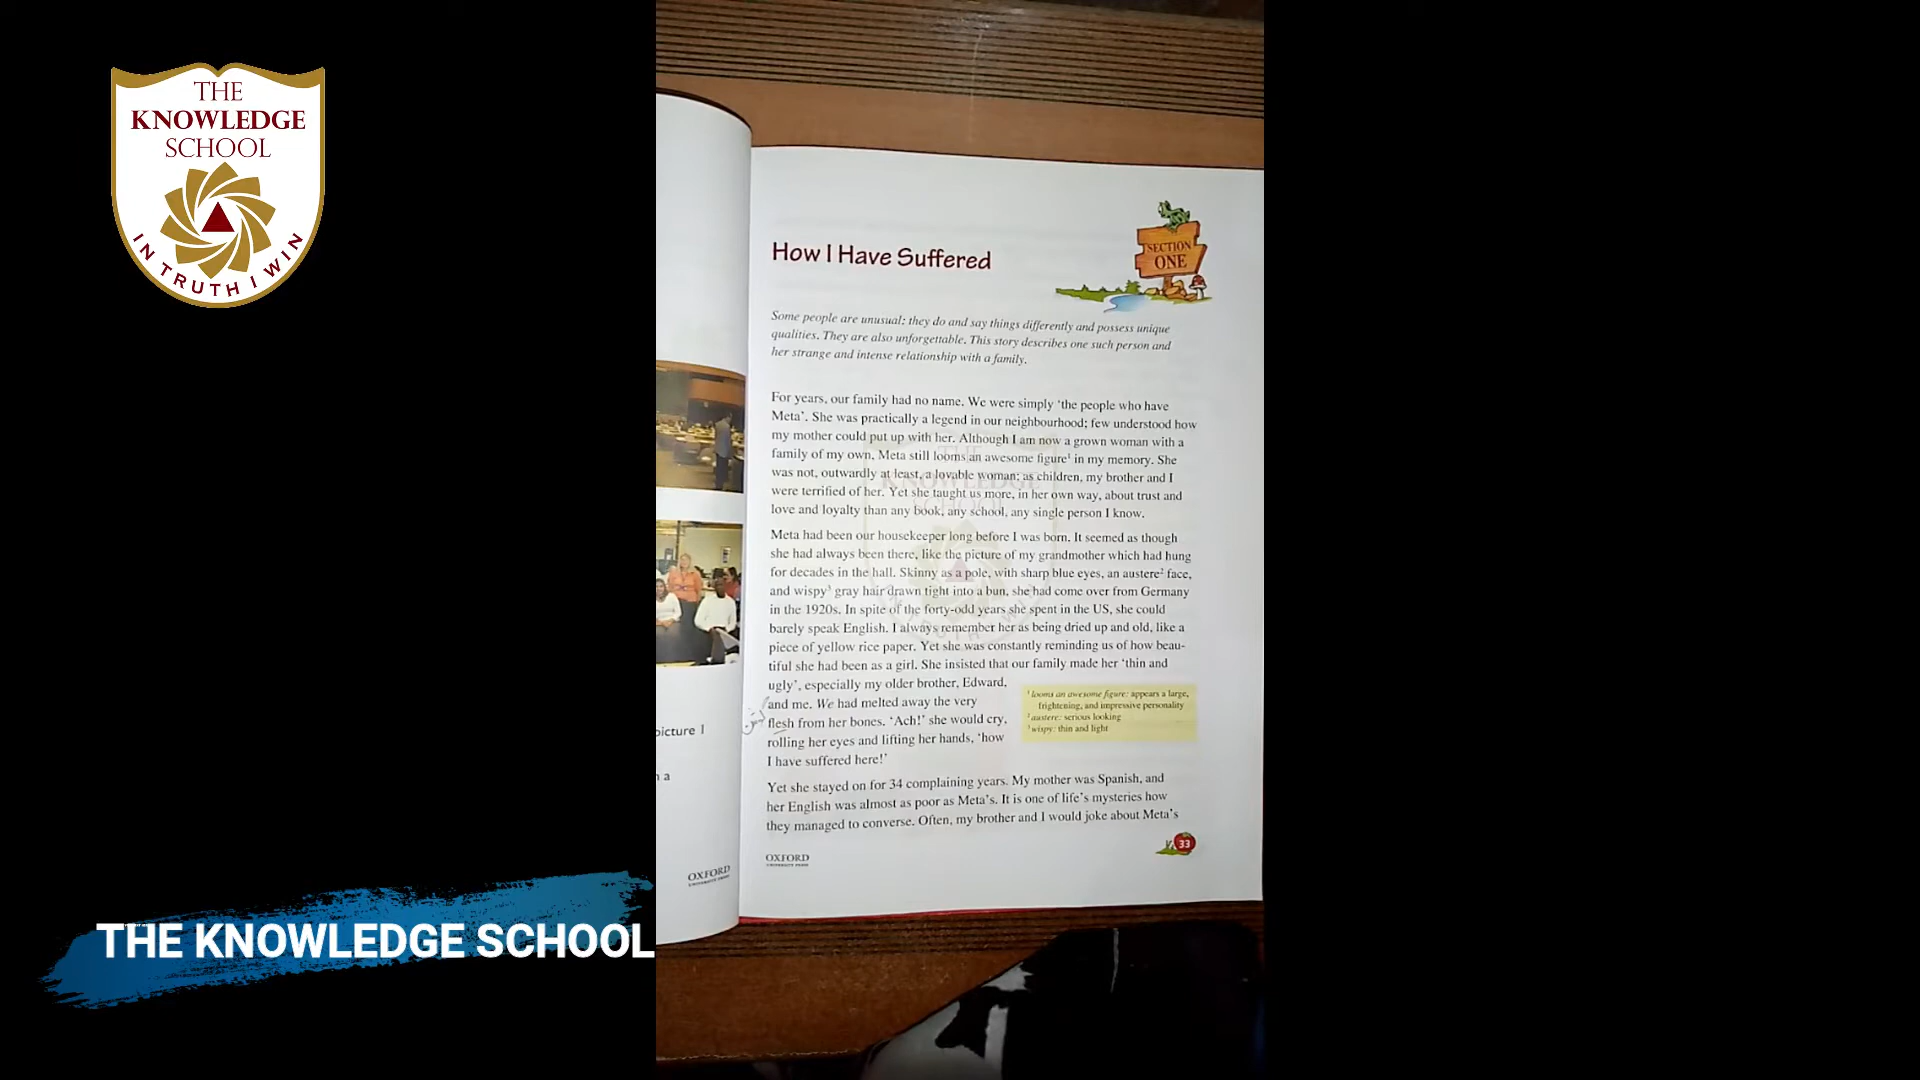 THE
KNOWLEDGE
SCHOOL
IN TRUTH I WIN
How I Have Suffered
SECTION
ONE
Some people are unusual: they do and say things differently and possess unique
qualities. They are also unforgettable. This story describes one such person and
her strange and intense relationship with a family.
For years, our family had no name. We were simply ‘the people who have
Meta’. She was practically a legend in our neighbourhood; few understood how
my mother could put up with her. Although I am now a grown woman with a
family of my own, Meta still looms an awesome figure¹ in my memory. She
was not, outwardly at least, a lovable woman; as children, my brother and I
were terrified of her. Yet she taught us more, in her own way, about trust and
love and loyalty than any book, any school, any single person I know.
Meta had been our housekeeper long before I was born. It seemed as though
she had always been there, like the picture of my grandmother which had hung
for decades in the hall. Skinny as a pole, with sharp blue eyes, an austere² face,
and wispy³ gray hair drawn tight into a bun, she had come over from Germany
in the 1920s. In spite of the forty-odd years she spent in the US, she could
barely speak English. I always remember her as being dried up and old, like a
piece of yellow rice paper. Yet she was constantly reminding us of how beau-
tiful she had been as a girl. She insisted that our family made her ‘thin and
ugly’, especially my older brother, Edward,
and me. We had melted away the very
flesh from her bones. ‘Ach!’ she would cry,
rolling her eyes and lifting her hands, ‘how
I have suffered here!’
¹ looms an awesome figure: appears a large,
frightening, and impressive personality
² austere: serious looking
³ wispy: thin and light
Yet she stayed on for 34 complaining years. My mother was Spanish, and
her English was almost as poor as Meta’s. It is one of life’s mysteries how
they managed to converse. Often, my brother and I would joke about Meta’s
OXFORD
UNIVERSITY PRESS
33
picture I
a
OXFORD
UNIVERSITY PRESS
THE KNOWLEDGE SCHOOL